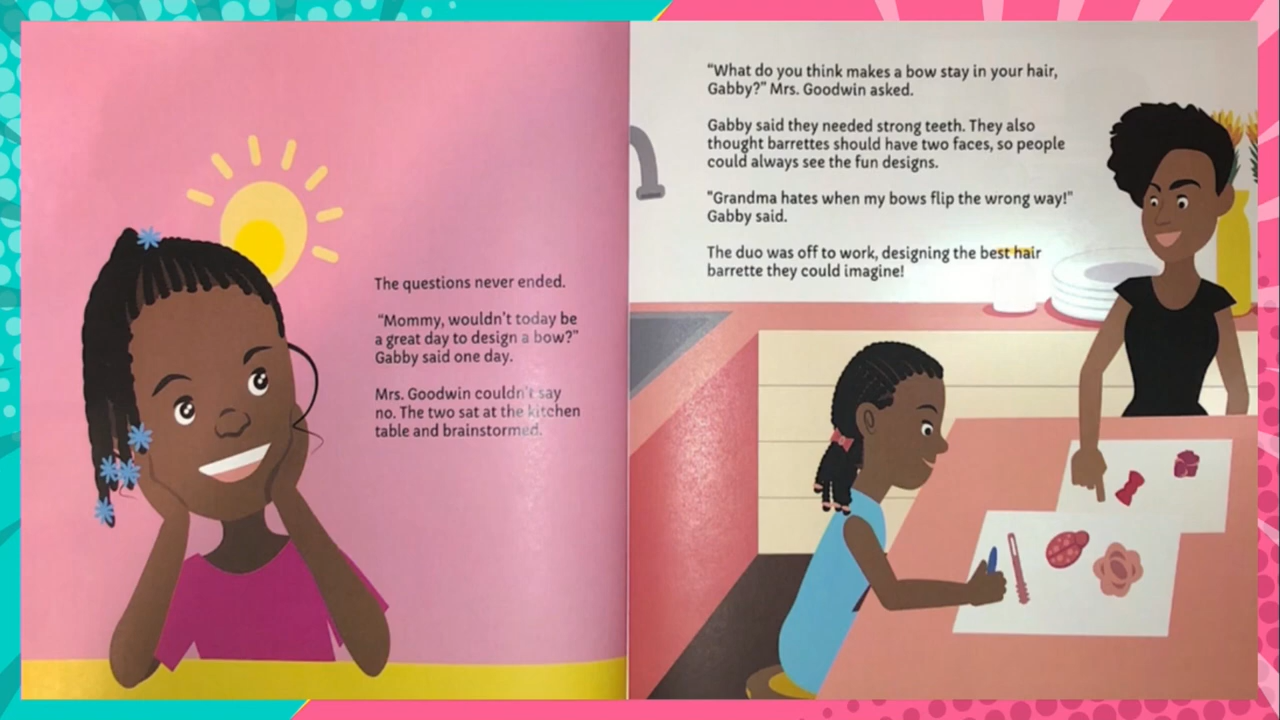 The questions never ended.
“Mommy, wouldn’t today be
a great day to design a bow?”
Gabby said one day.
Mrs. Goodwin couldn’t say
no. The two sat at the kitchen
table and brainstormed.
“What do you think makes a bow stay in your hair,
Gabby?” Mrs. Goodwin asked.
Gabby said they needed strong teeth. They also
thought barrettes should have two faces, so people
could always see the fun designs.
"Grandma hates when my bows flip the wrong way!"
Gabby said.
The duo was off to work, designing the best hair
barrette they could imagine!